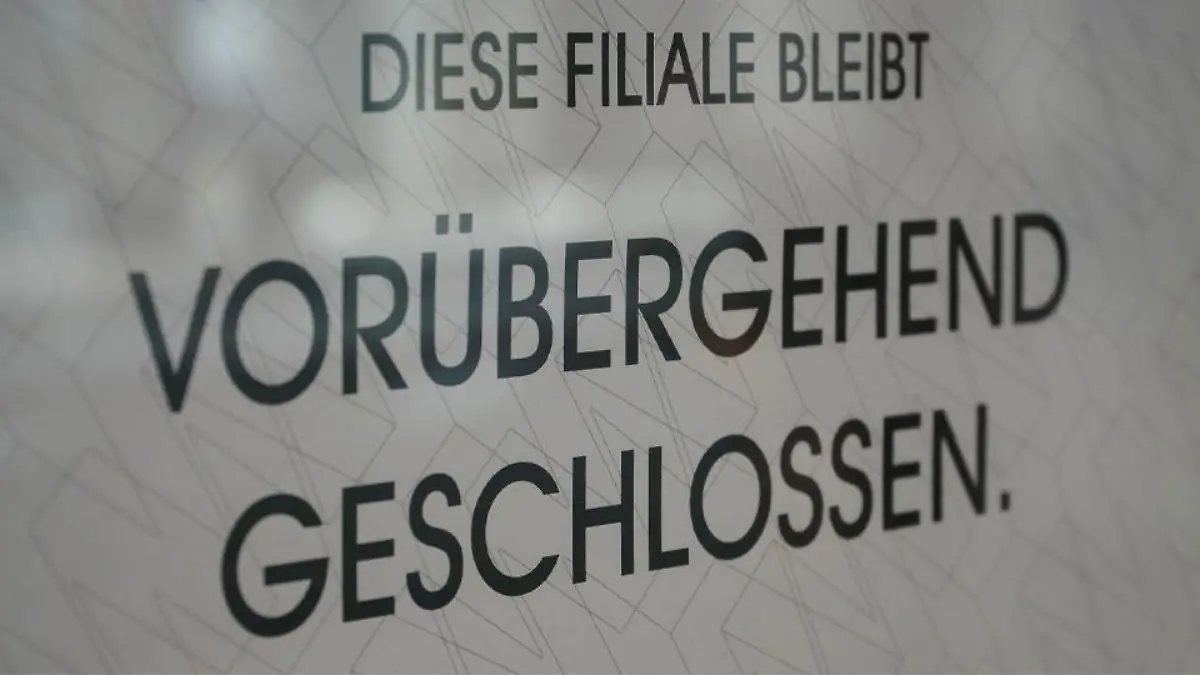 DIESE FILIALE BLEIBT
VORÜBERGEHEND
GESCHLOSSEN.